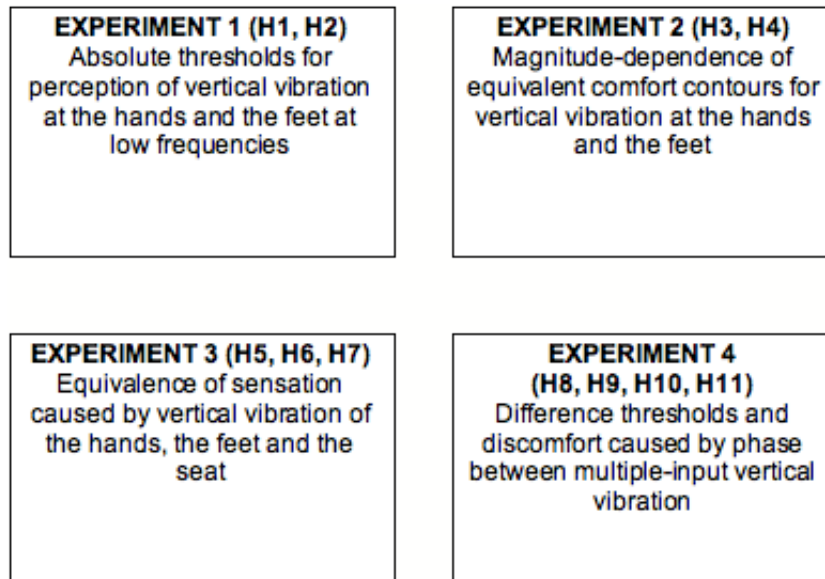 EXPERIMENT 1 (H1, H2)
Absolute thresholds for
perception of vertical vibration
at the hands and the feet at
low frequencies
EXPERIMENT 2 (H3, H4)
Magnitude-dependence of
equivalent comfort contours for
vertical vibration at the hands
and the feet
EXPERIMENT 3 (H5, H6, H7)
Equivalence of sensation
caused by vertical vibration of
the hands, the feet and the
seat
EXPERIMENT 4
(H8, H9, H10, H11)
Difference thresholds and
discomfort caused by phase
between multiple-input vertical
vibration